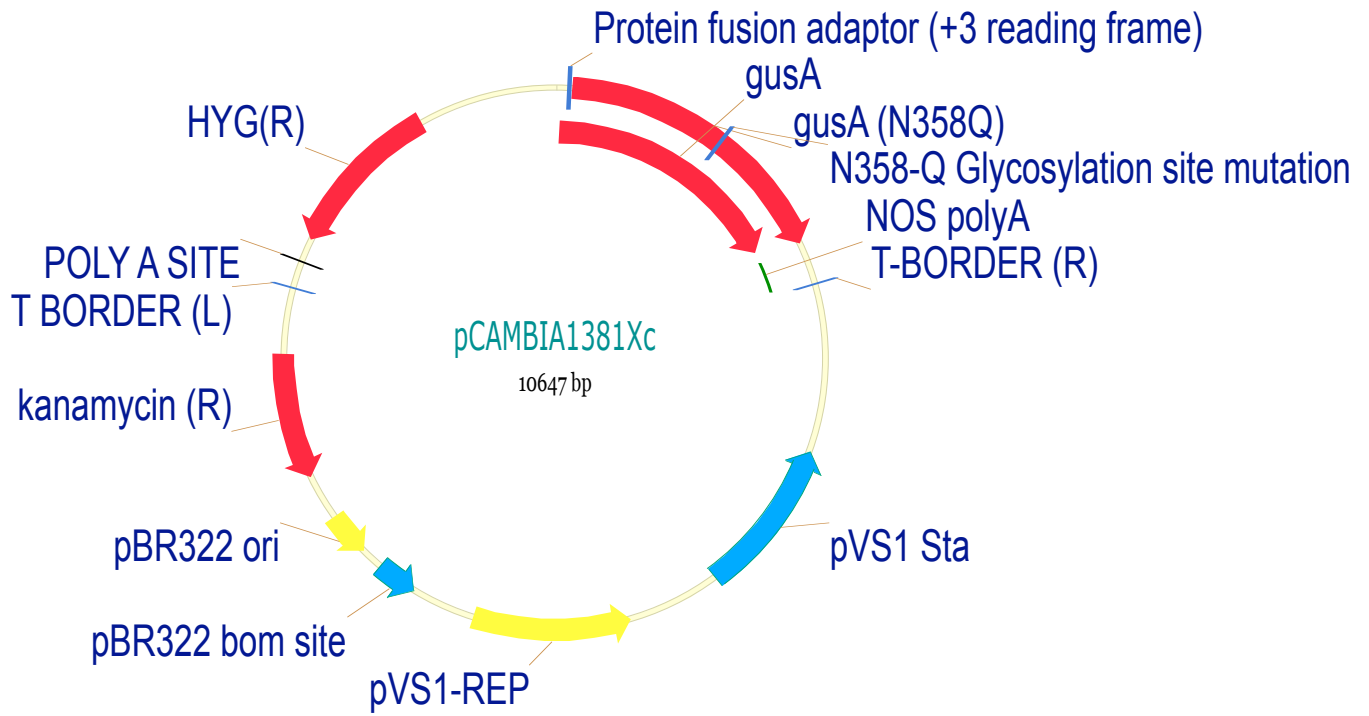 Protein fusion adaptor (+3 reading frame)
gusA
HYG(R)
gusA (N358Q)
N358-Q Glycosylation site mutation
NOS polyA
POLY A SITE
T-BORDER (R)
T BORDER (L)
pCAMBIA1381Xc
10647 bp
kanamycin (R)
pBR322 ori
pVS1 Sta
pBR322 bom site
pVS1-REP